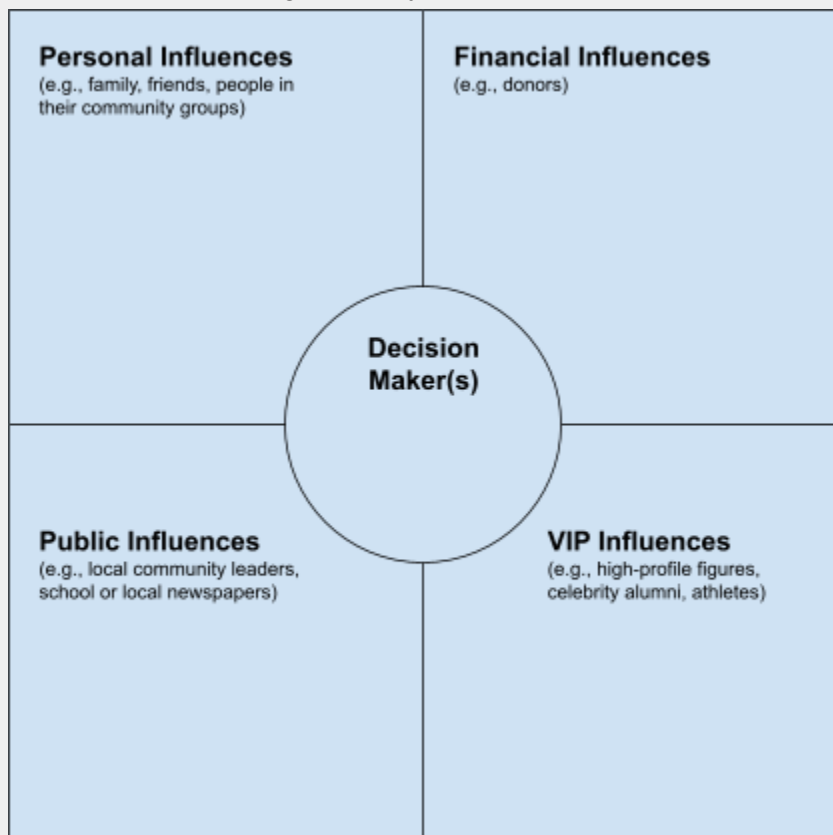 Personal Influences
(e.g., family, friends, people in
their community groups)
Financial Influences
(e.g., donors)
Decision
Maker(s)
Public Influences
(e.g., local community leaders,
school or local newspapers)
VIP Influences
(e.g., high-profile figures,
celebrity alumni, athletes)